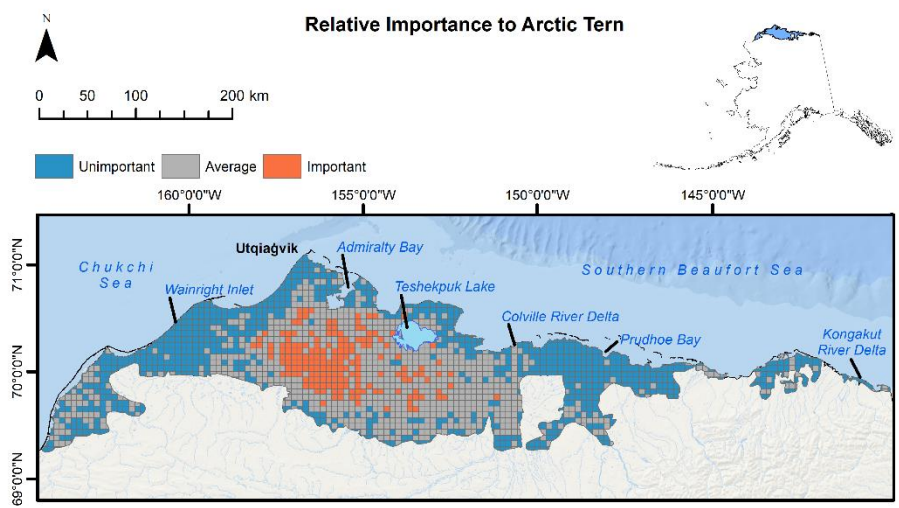 Relative Importance to Arctic Tern
N
0 50 100 200 km
Unimportant Average Important
160°0'0"W 155°0'0"W 150°0'0"W 145°0'0"W
71°0'0"N
70°0'0"N
69°0'0"N
Utqiaġvik
Admiralty Bay
Chukchi
Sea
Southern Beaufort Sea
Wainright Inlet
Teshekpuk Lake
Colville River Delta
Prudhoe Bay
Kongakut
River Delta